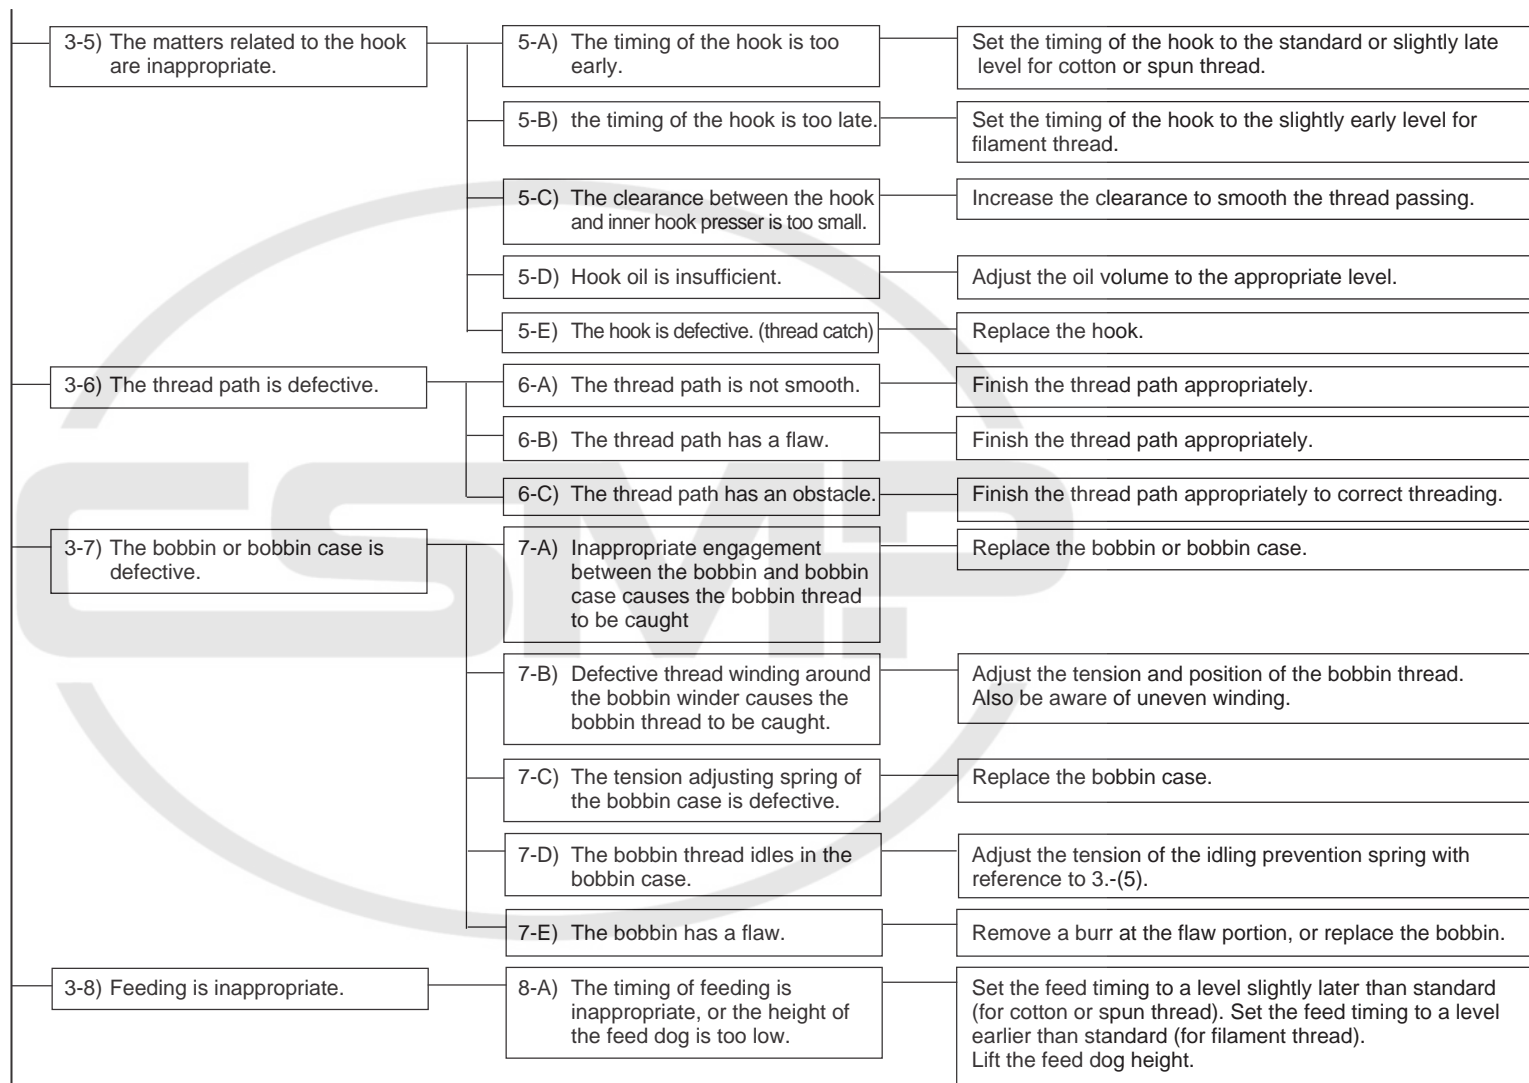 3-5) The matters related to the hook
are inappropriate.
5-A) The timing of the hook is too
early.
Set the timing of the hook to the standard or slightly late
level for cotton or spun thread.
5-B) the timing of the hook is too late.
Set the timing of the hook to the slightly early level for
filament thread.
5-C) The clearance between the hook
and inner hook presser is too small.
Increase the clearance to smooth the thread passing.
5-D) Hook oil is insufficient.
Adjust the oil volume to the appropriate level.
5-E) The hook is defective. (thread catch)
Replace the hook.
3-6) The thread path is defective.
6-A) The thread path is not smooth.
Finish the thread path appropriately.
6-B) The thread path has a flaw.
Finish the thread path appropriately.
6-C) The thread path has an obstacle.
Finish the thread path appropriately to correct threading.
3-7) The bobbin or bobbin case is
defective.
7-A) Inappropriate engagement
between the bobbin and bobbin
case causes the bobbin thread
to be caught
Replace the bobbin or bobbin case.
7-B) Defective thread winding around
the bobbin winder causes the
bobbin thread to be caught.
Adjust the tension and position of the bobbin thread.
Also be aware of uneven winding.
7-C) The tension adjusting spring of
the bobbin case is defective.
Replace the bobbin case.
7-D) The bobbin thread idles in the
bobbin case.
Adjust the tension of the idling prevention spring with
reference to 3.-(5).
7-E) The bobbin has a flaw.
Remove a burr at the flaw portion, or replace the bobbin.
3-8) Feeding is inappropriate.
8-A) The timing of feeding is
inappropriate, or the height of
the feed dog is too low.
Set the feed timing to a level slightly later than standard
(for cotton or spun thread). Set the feed timing to a level
earlier than standard (for filament thread).
Lift the feed dog height.
CSMP